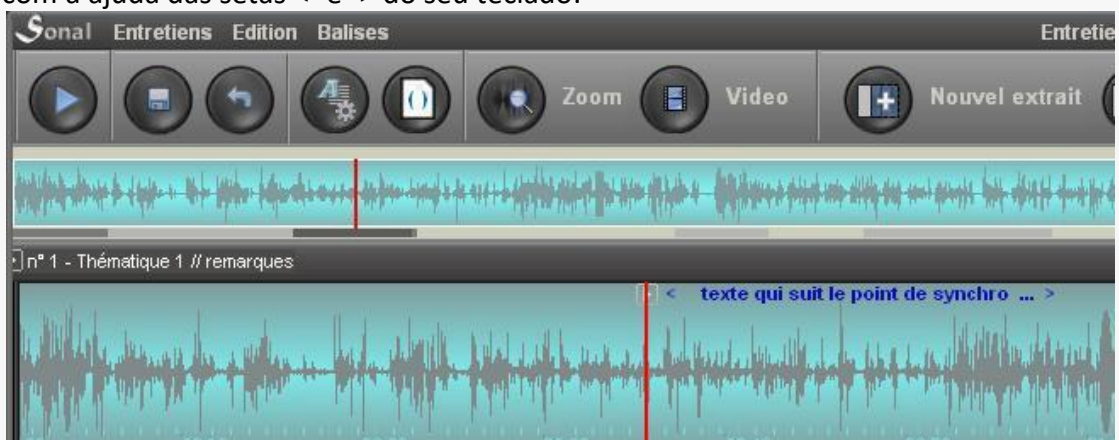 com a ajuda das setas < e > do seu teclado.
Sonal Entretiens Edition Balises Entretie
Zoom Video Nouvel extrait
n° 1 - Thématique 1 // remarques
< texte qui suit le point de synchro ... >